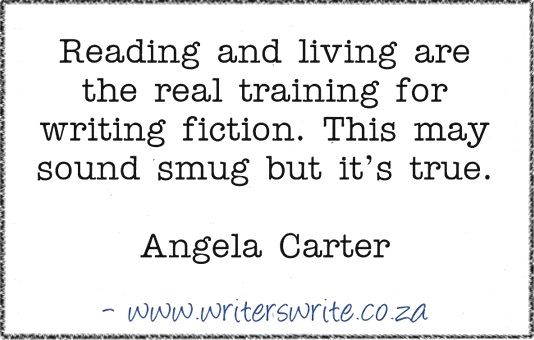 Reading and living are
the real training for
writing fiction. This may
sound smug but it's true.
Angela Carter
- www.writerswrite.co.za